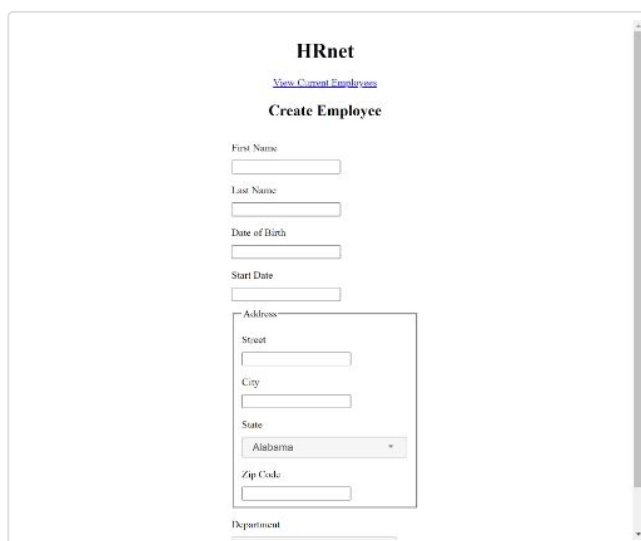 HRnet
View Current Employees
Create Employee
First Name
Last Name
Date of Birth
Start Date
Address
Street
City
State
Alabama
Zip Code
Department